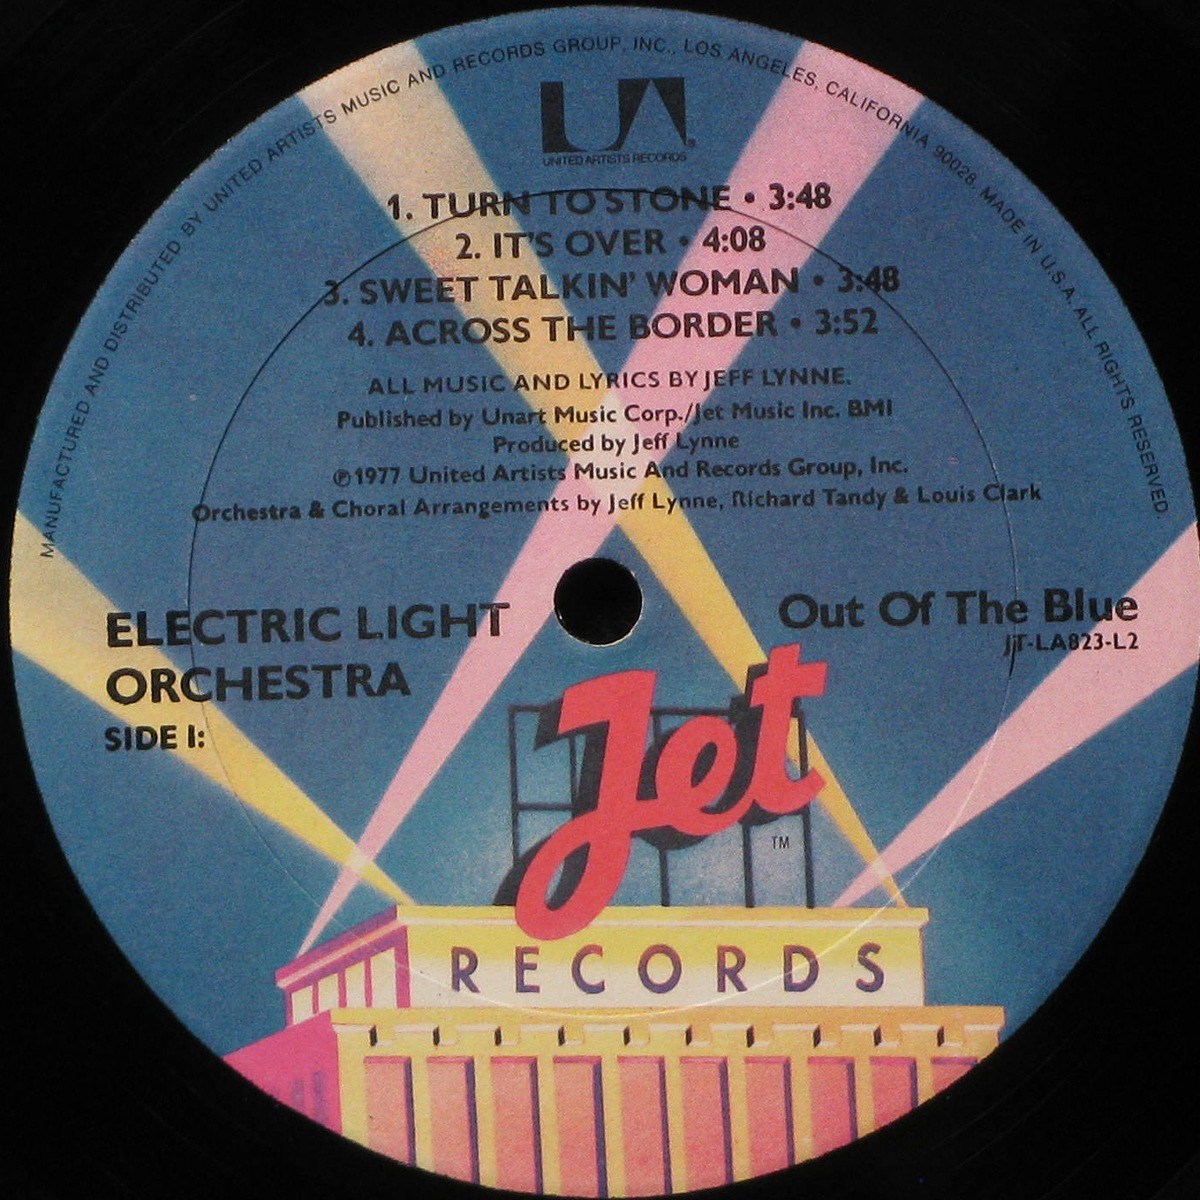 MANUFACTURED AND DISTRIBUTED BY UNITED ARTISTS MUSIC AND RECORDS GROUP, INC., LOS ANGELES, CALIFORNIA 90028. MADE IN U.S.A. ALL RIGHTS RESERVED.
UA®
UNITED ARTISTS RECORDS
1. TURN TO STONE • 3:48
2. IT'S OVER • 4:08
3. SWEET TALKIN' WOMAN • 3:48
4. ACROSS THE BORDER • 3:52
ALL MUSIC AND LYRICS BY JEFF LYNNE.
Published by Unart Music Corp./Jet Music Inc. BMI
Produced by Jeff Lynne
℗1977 United Artists Music And Records Group, Inc.
Orchestra & Choral Arrangements by Jeff Lynne, Richard Tandy & Louis Clark
ELECTRIC LIGHT
ORCHESTRA
SIDE I:
Out Of The Blue
JT-LA823-L2
Jet
TM
RECORDS